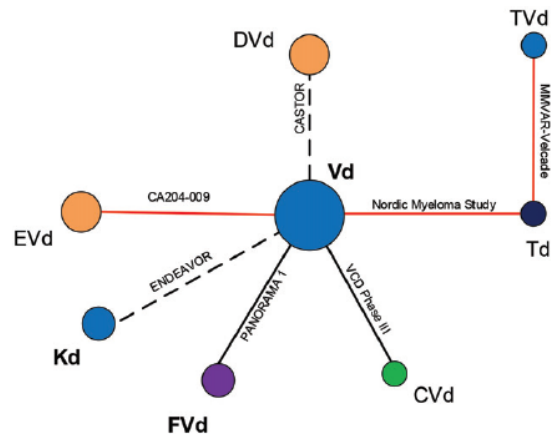 TVd
DVd
MMVAR-Velcade
CASTOR
Vd
CA204-009
Nordic Myeloma Study
EVd
Td
ENDEAVOR
PANORAMA 1
VCD Phase III
Kd
FVd
CVd